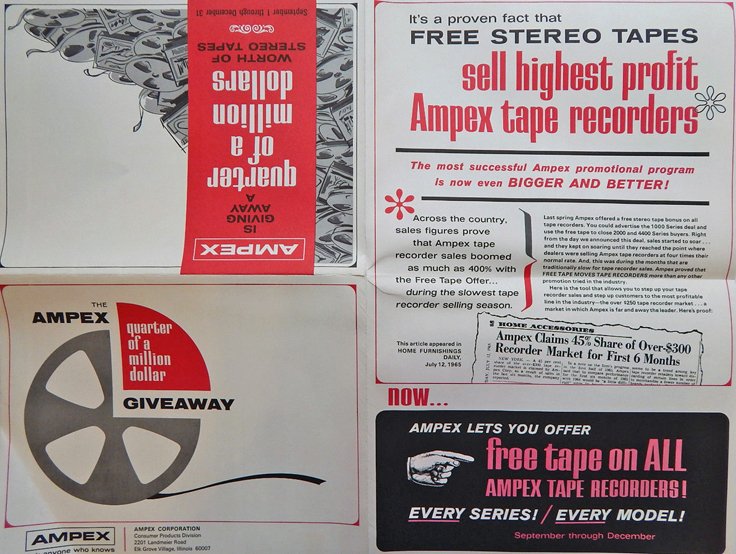 AMPEX
IS
GIVING
AWAY
A
quarter
of a
million
dollars
WORTH OF
STEREO TAPES
September 1 through December 31
It's a proven fact that
FREE STEREO TAPES
sell highest profit
Ampex tape recorders
The most successful Ampex promotional program
is now even BIGGER AND BETTER!
Across the country,
sales figures prove
that Ampex tape
recorder sales boomed
as much as 400% with
the Free Tape Offer...
during the slowest tape
recorder selling season.
Last spring Ampex offered a free stereo tape bonus on all
tape recorders. You could advertise the 1000 Series deal and
use the free tape to close 2000 and 4400 Series buyers. Right
from the day we announced this deal, sales started to soar...
and they kept on soaring until they reached the point where
dealers were selling Ampex tape recorders at four times their
normal rate. And, this was during the months that are
traditionally slow for tape recorder sales. Ampex proved that
FREE TAPE MOVES TAPE RECORDERS more than any other
promotion tried in the industry.
Here is the tool that allows you to step up your tape
recorder sales and step up customers to the most profitable
line in the industry—the over $250 tape recorder market...a
market in which Ampex is far and away the leader. Here's proof:
This article appeared in
HOME FURNISHINGS
DAILY,
July 12, 1965
HOME ACCESSORIES
Ampex Claims 45% Share of Over-$300
Recorder Market for First 6 Months
THE
AMPEX
quarter
of a
million
dollar
GIVEAWAY
AMPEX
anyone who knows
AMPEX CORPORATION
Consumer Products Division
2201 Landmeier Road
Elk Grove Village, Illinois 60007
now...
AMPEX LETS YOU OFFER
free tape on ALL
AMPEX TAPE RECORDERS!
EVERY SERIES! / EVERY MODEL!
September through December